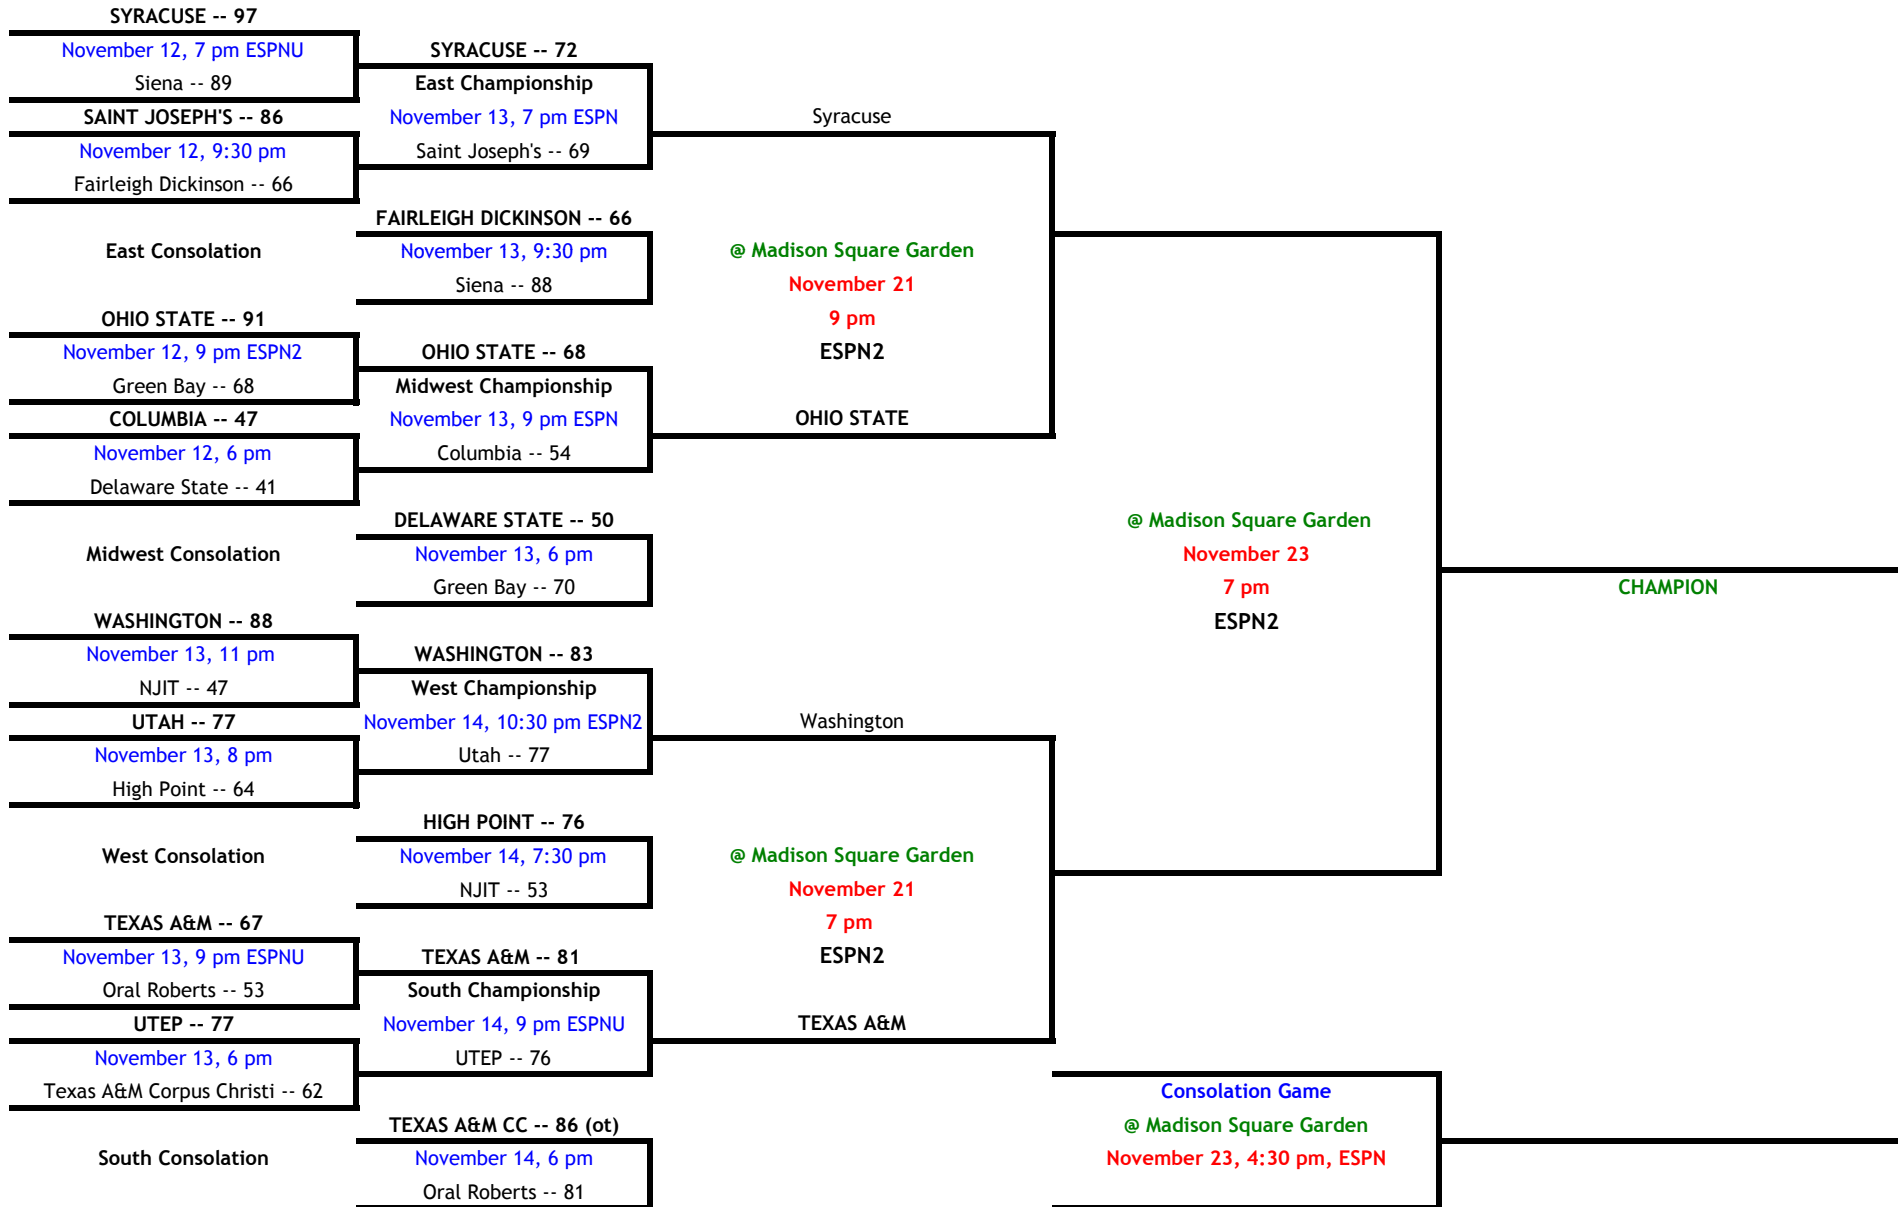 SYRACUSE -- 97
November 12, 7 pm ESPNU
Siena -- 89
SAINT JOSEPH'S -- 86
November 12, 9:30 pm
Fairleigh Dickinson -- 66
East Consolation
OHIO STATE -- 91
November 12, 9 pm ESPN2
Green Bay -- 68
COLUMBIA -- 47
November 12, 6 pm
Delaware State -- 41
Midwest Consolation
WASHINGTON -- 88
November 13, 11 pm
NJIT -- 47
UTAH -- 77
November 13, 8 pm
High Point -- 64
West Consolation
TEXAS A&M -- 67
November 13, 9 pm ESPNU
Oral Roberts -- 53
UTEP -- 77
November 13, 6 pm
Texas A&M Corpus Christi -- 62
South Consolation
SYRACUSE -- 72
East Championship
November 13, 7 pm ESPN
Saint Joseph's -- 69
FAIRLEIGH DICKINSON -- 66
November 13, 9:30 pm
Siena -- 88
OHIO STATE -- 68
Midwest Championship
November 13, 9 pm ESPN
Columbia -- 54
DELAWARE STATE -- 50
November 13, 6 pm
Green Bay -- 70
WASHINGTON -- 83
West Championship
November 14, 10:30 pm ESPN2
Utah -- 77
HIGH POINT -- 76
November 14, 7:30 pm
NJIT -- 53
TEXAS A&M -- 81
South Championship
November 14, 9 pm ESPNU
UTEP -- 76
TEXAS A&M CC -- 86 (ot)
November 14, 6 pm
Oral Roberts -- 81
Syracuse
@ Madison Square Garden
November 21
9 pm
ESPN2
OHIO STATE
Washington
@ Madison Square Garden
November 21
7 pm
ESPN2
TEXAS A&M
@ Madison Square Garden
November 23
7 pm
ESPN2
Consolation Game
@ Madison Square Garden
November 23, 4:30 pm, ESPN
CHAMPION